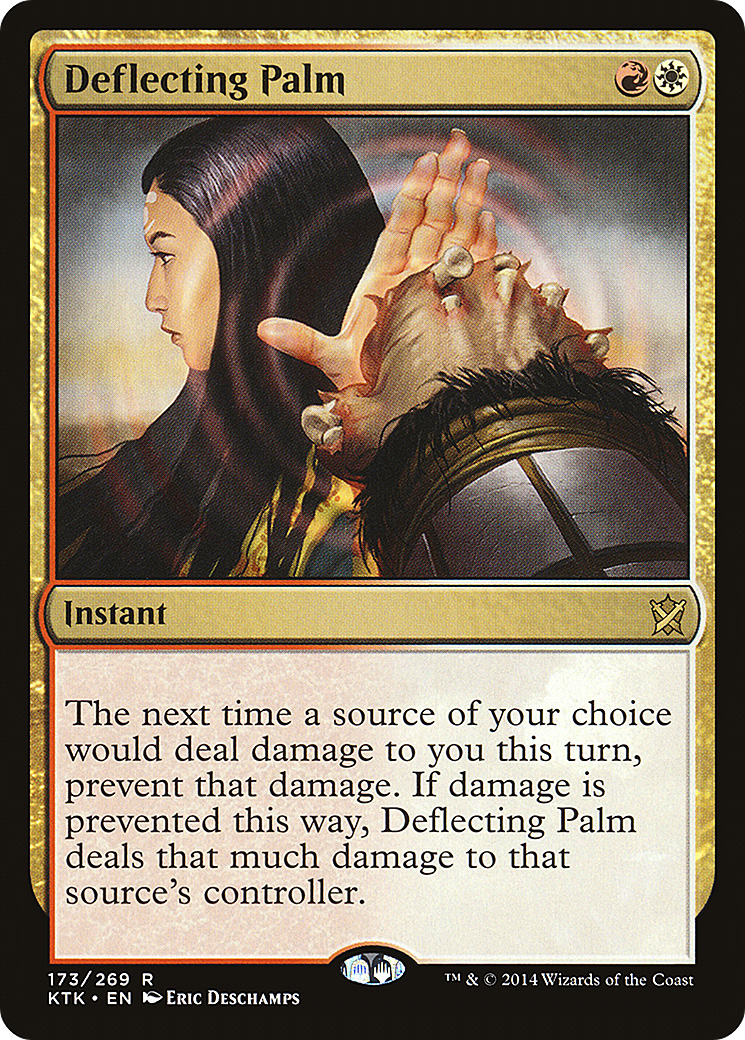 Deflecting Palm
Instant
The next time a source of your choice
would deal damage to you this turn,
prevent that damage. If damage is
prevented this way, Deflecting Palm
deals that much damage to that
source's controller.
173/269 R
KTK • EN Eric Deschamps
™ & © 2014 Wizards of the Coast